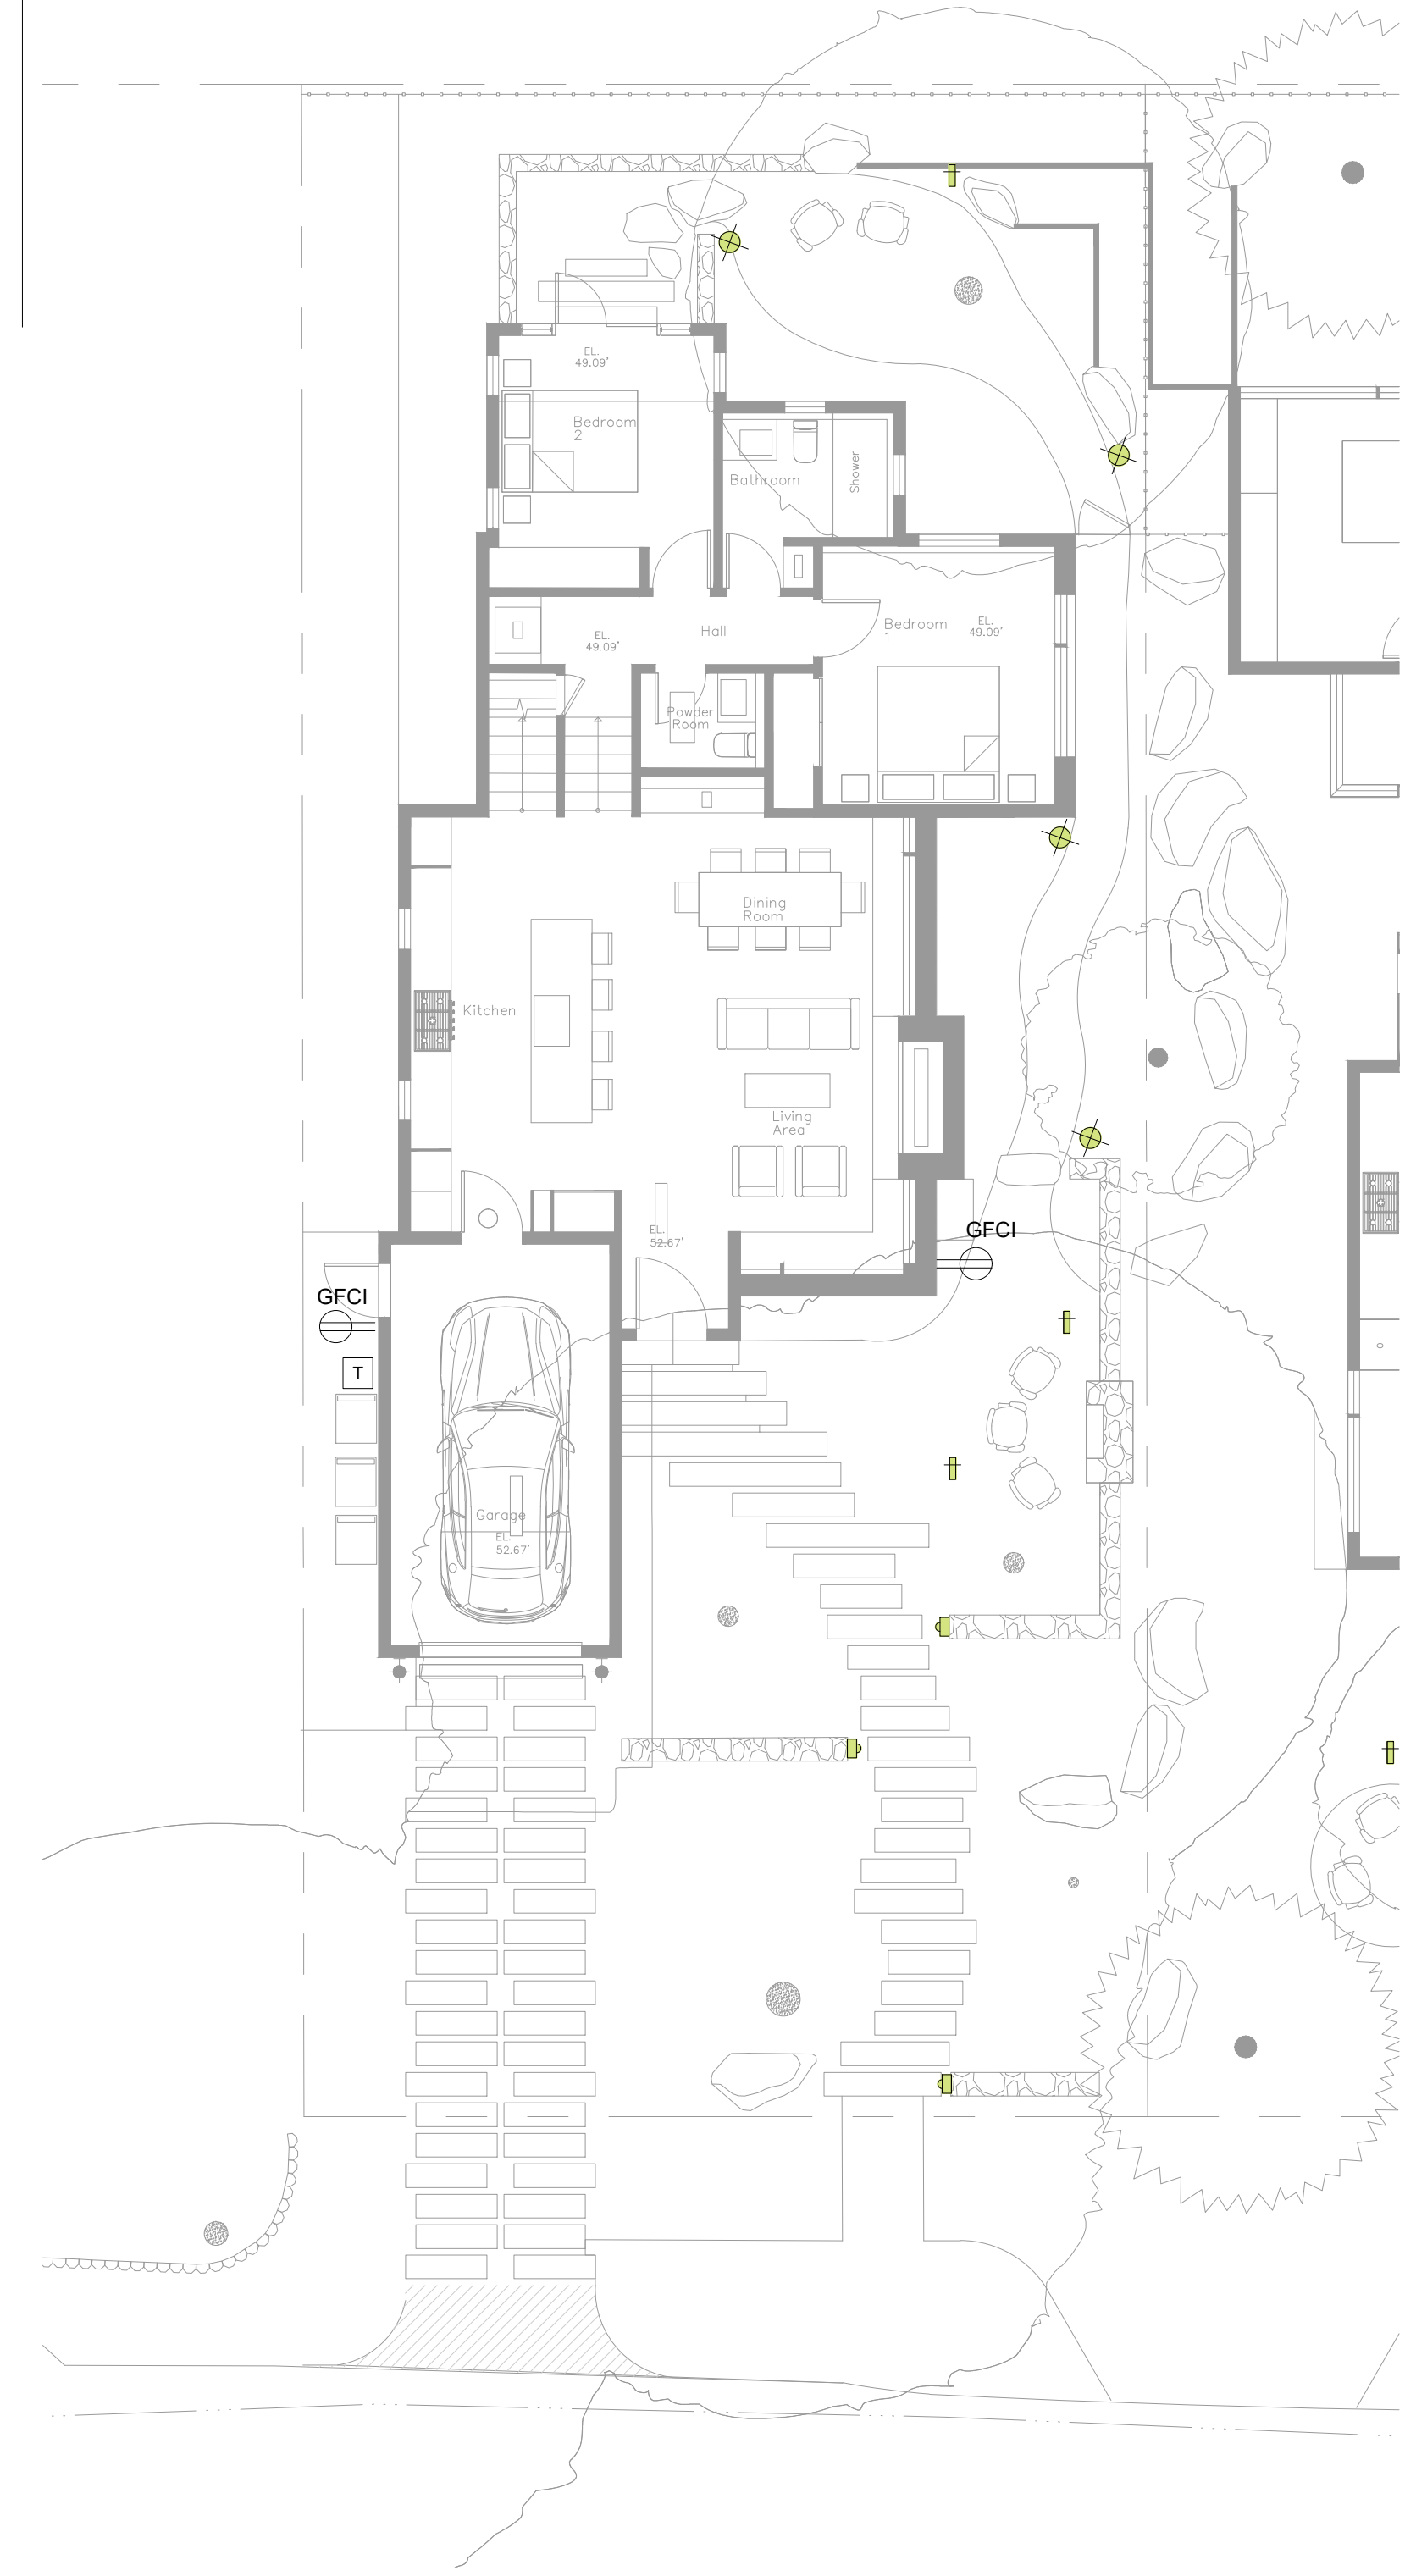 EL.
49.09'
Bedroom
2
Bathroom
Shower
EL.
49.09'
Hall
Bedroom
1
EL.
49.09'
Powder
Room
Dining
Room
Kitchen
Living
Area
EL.
52.67'
GFCI
GFCI
T
Garage
EL.
52.67'